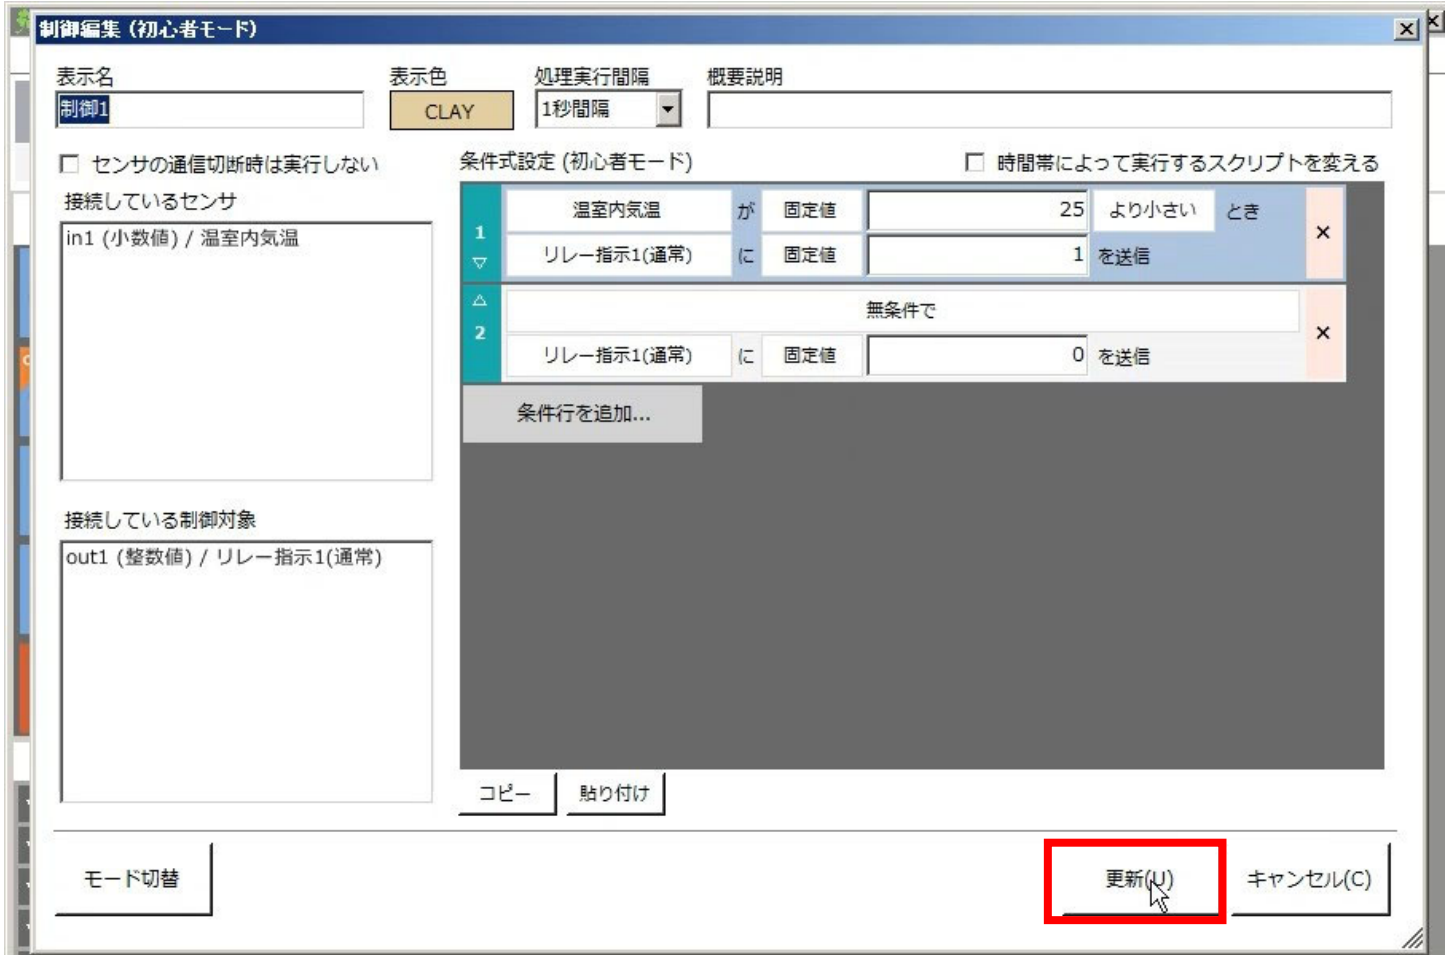 制御編集 (初心者モード)
表示名
表示色
処理実行間隔
概要説明
制御1
CLAY
1秒間隔
センサの通信切断時は実行しない
条件式設定 (初心者モード)
時間帯によって実行するスクリプトを変える
接続しているセンサ
in1 (小数値) / 温室内気温
1
温室内気温 が 固定値 25 より小さい とき
リレー指示1(通常) に 固定値 1 を送信
×
2
無条件で
リレー指示1(通常) に 固定値 0 を送信
×
条件行を追加...
接続している制御対象
out1 (整数値) / リレー指示1(通常)
コピー
貼り付け
モード切替
更新(U)
キャンセル(C)